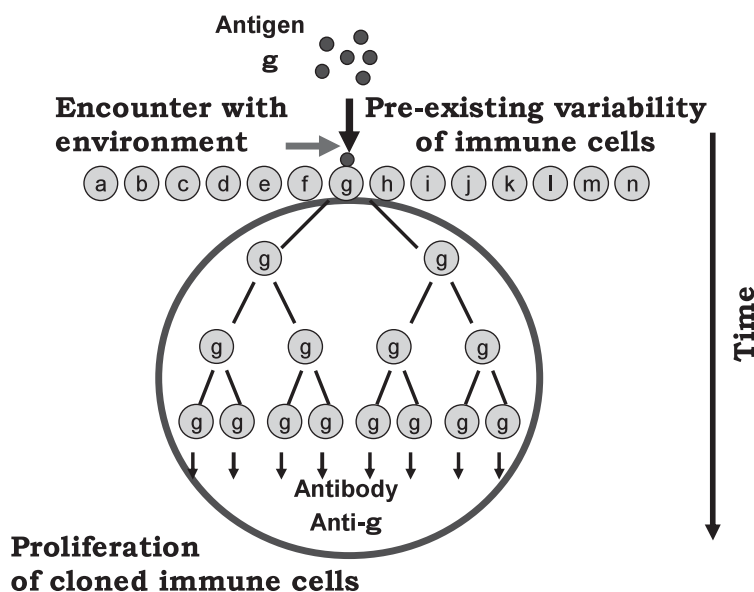 Antigen
g
Encounter with
environment
Pre-existing variability
of immune cells
a b c d e f g h i j k l m n
g g
g g g g
g g g g g g g g
Antibody
Anti-g
Time
Proliferation
of cloned immune cells